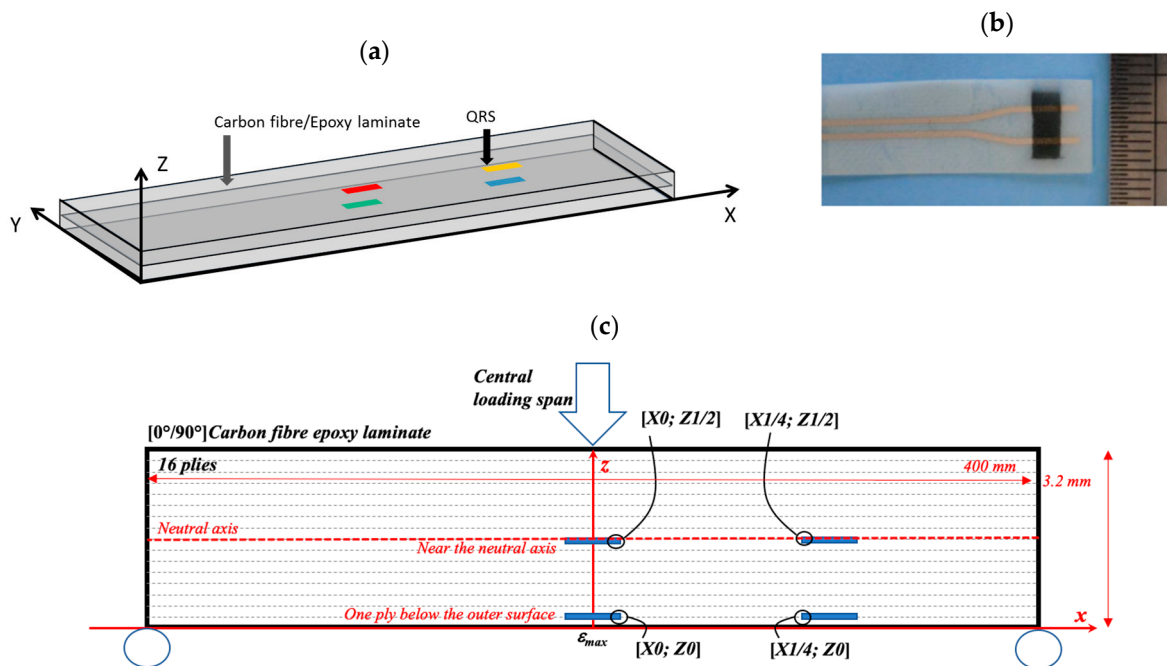 (a)
(b)
Carbon fibre/Epoxy laminate
QRS
Z
Y
X
(c)
Central
loading span
[X0; Z1/2]
[X1/4; Z1/2]
[0°/90°]Carbon fibre epoxy laminate
16 plies
z
400 mm
3.2 mm
Neutral axis
Near the neutral axis
One ply below the outer surface
x
εmax
[X0; Z0]
[X1/4; Z0]